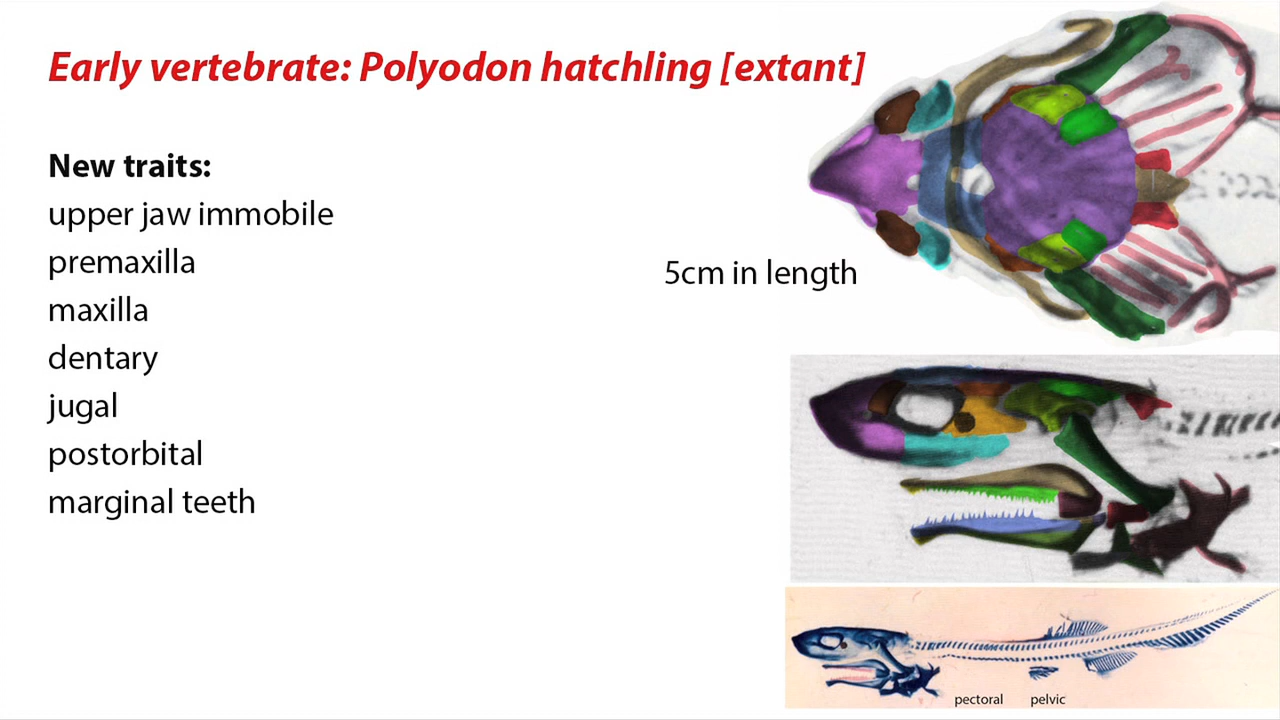 Early vertebrate: Polyodon hatchling [extant]
New traits:
upper jaw immobile
premaxilla
maxilla
dentary
jugal
postorbital
marginal teeth
5cm in length
pectoral pelvic